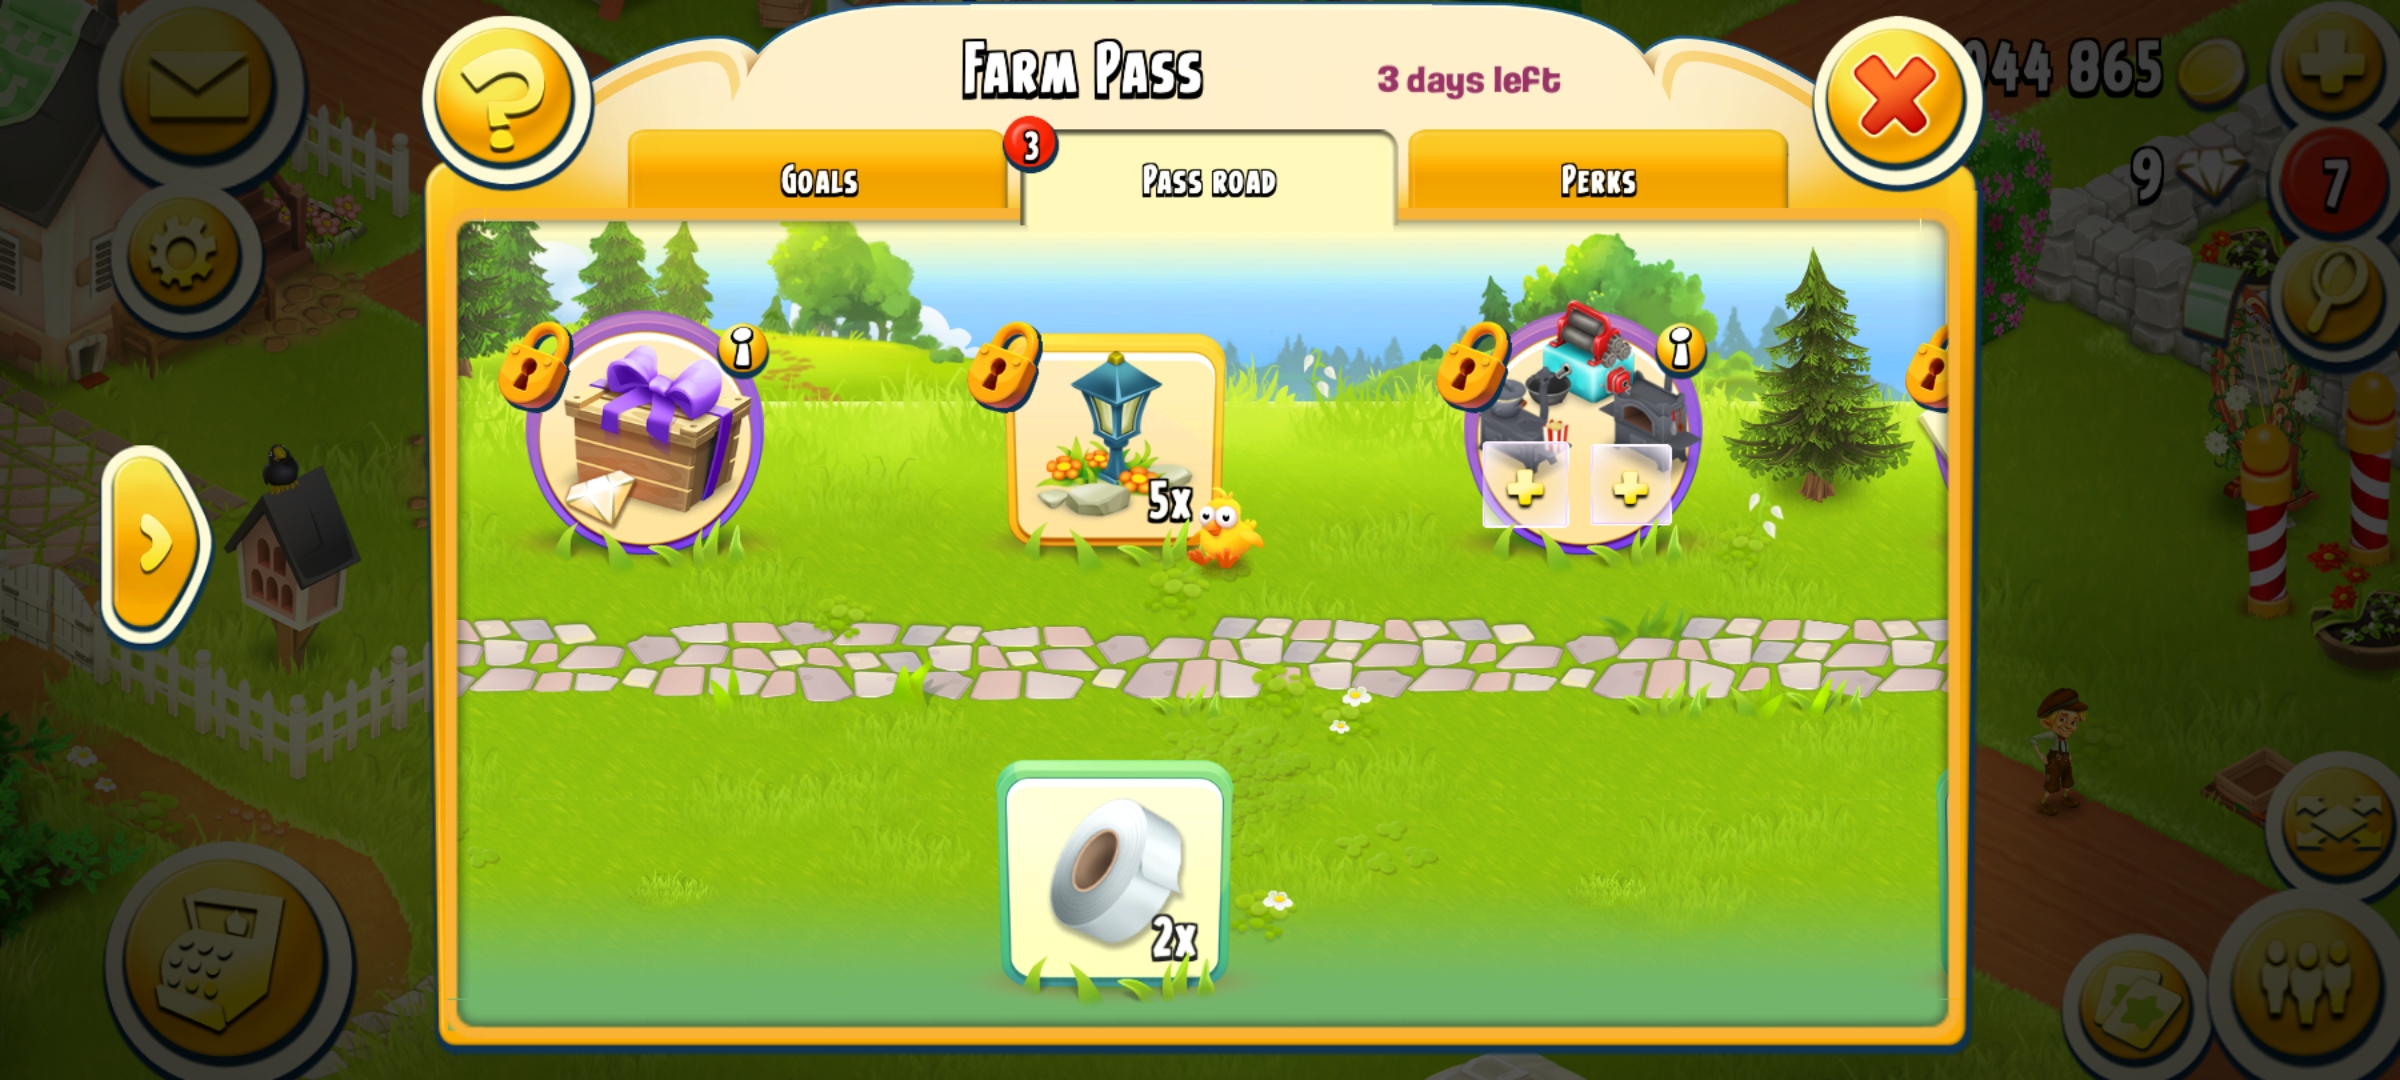 FARM PASS
3 days left
044 865
GOALS
3
PASS ROAD
PERKS
9
7
5x
2x